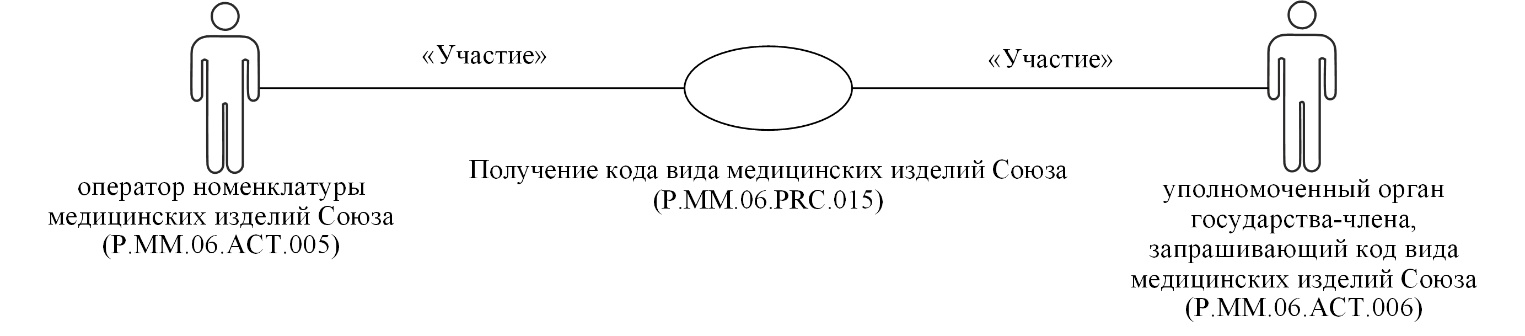 «Участие»
«Участие»
Получение кода вида медицинских изделий Союза
(P.MM.06.PRC.015)
оператор номенклатуры
медицинских изделий Союза
(P.MM.06.ACT.005)
уполномоченный орган
государства-члена,
запрашивающий код вида
медицинских изделий Союза
(P.MM.06.ACT.006)